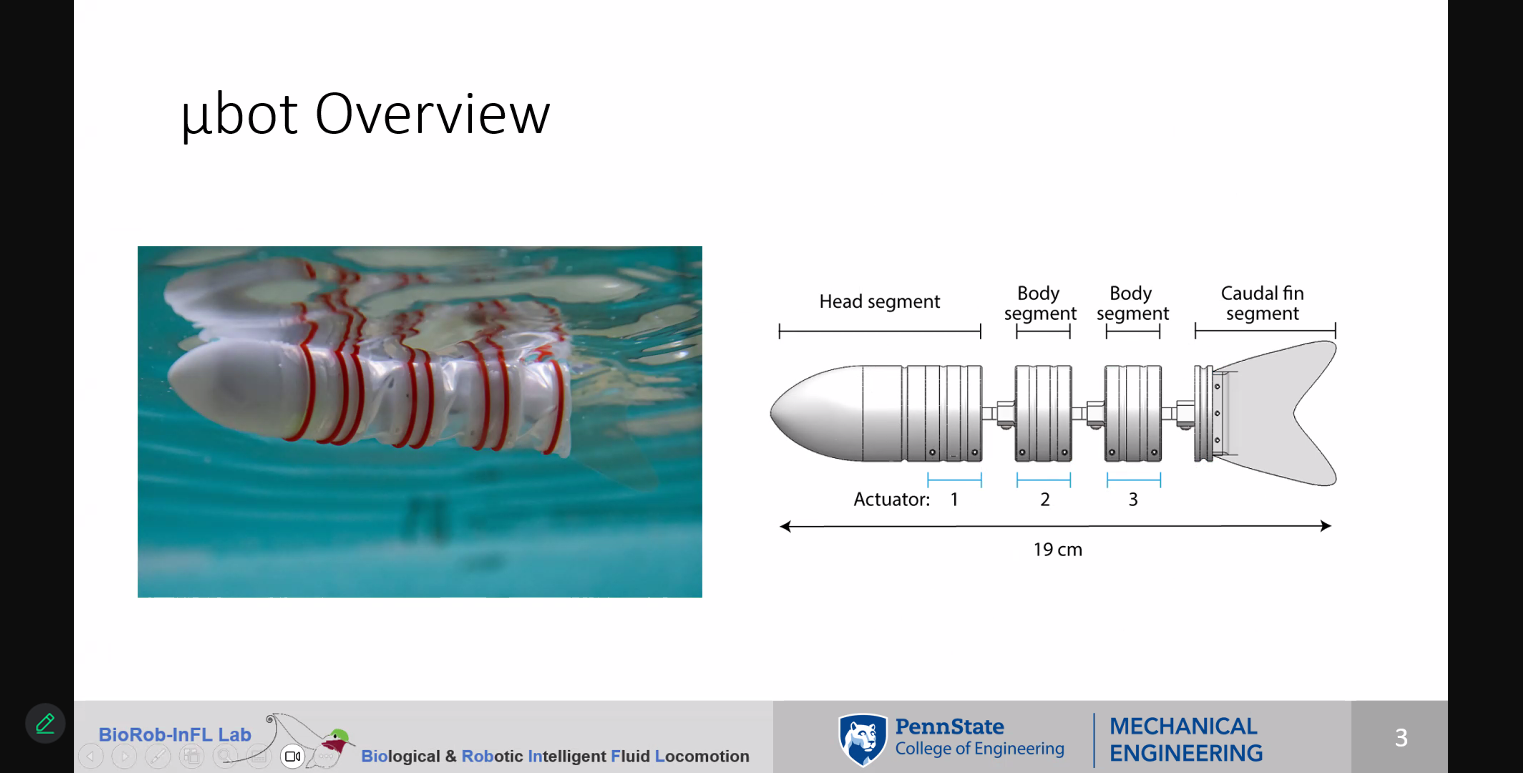 μbot Overview
Head segment
Body
segment
Body
segment
Caudal fin
segment
Actuator: 1 2 3
19 cm
BioRob-InFL Lab
Biological & Robotic Intelligent Fluid Locomotion
PennState
College of Engineering
MECHANICAL
ENGINEERING
3